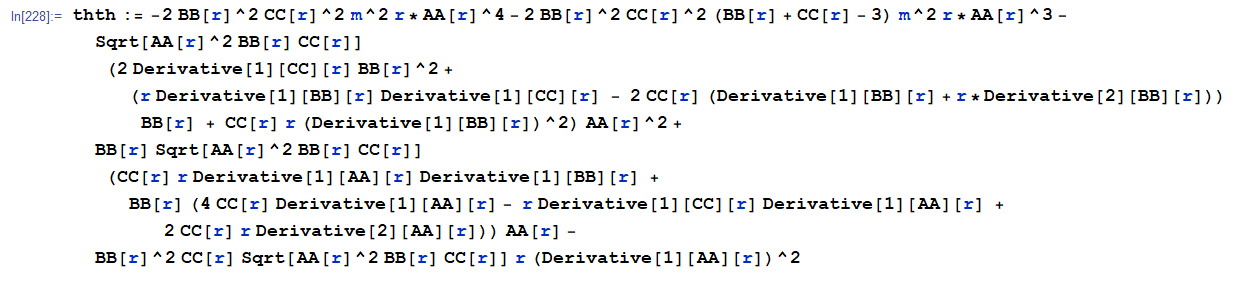 In[228]:= thth := -2 BB[r]^2 CC[r]^2 m^2 r * AA[r]^4 - 2 BB[r]^2 CC[r]^2 (BB[r] + CC[r] - 3) m^2 r * AA[r]^3 -
Sqrt[AA[r]^2 BB[r] CC[r]]
(2 Derivative[1][CC][r] BB[r]^2 +
(r Derivative[1][BB][r] Derivative[1][CC][r] - 2 CC[r] (Derivative[1][BB][r] + r * Derivative[2][BB][r]))
BB[r] + CC[r] r (Derivative[1][BB][r])^2) AA[r]^2 +
BB[r] Sqrt[AA[r]^2 BB[r] CC[r]]
(CC[r] r Derivative[1][AA][r] Derivative[1][BB][r] +
BB[r] (4 CC[r] Derivative[1][AA][r] - r Derivative[1][CC][r] Derivative[1][AA][r] +
2 CC[r] r Derivative[2][AA][r])) AA[r] -
BB[r]^2 CC[r] Sqrt[AA[r]^2 BB[r] CC[r]] r (Derivative[1][AA][r])^2